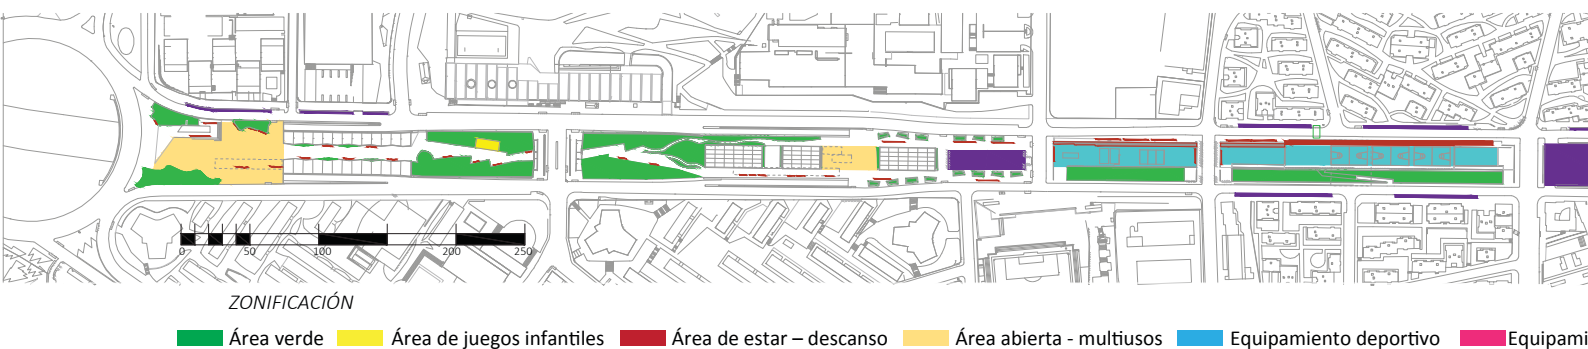 0 50 100 200 250
ZONIFICACIÓN
Área verde Área de juegos infantiles Área de estar – descanso Área abierta - multiusos Equipamiento deportivo Equipami